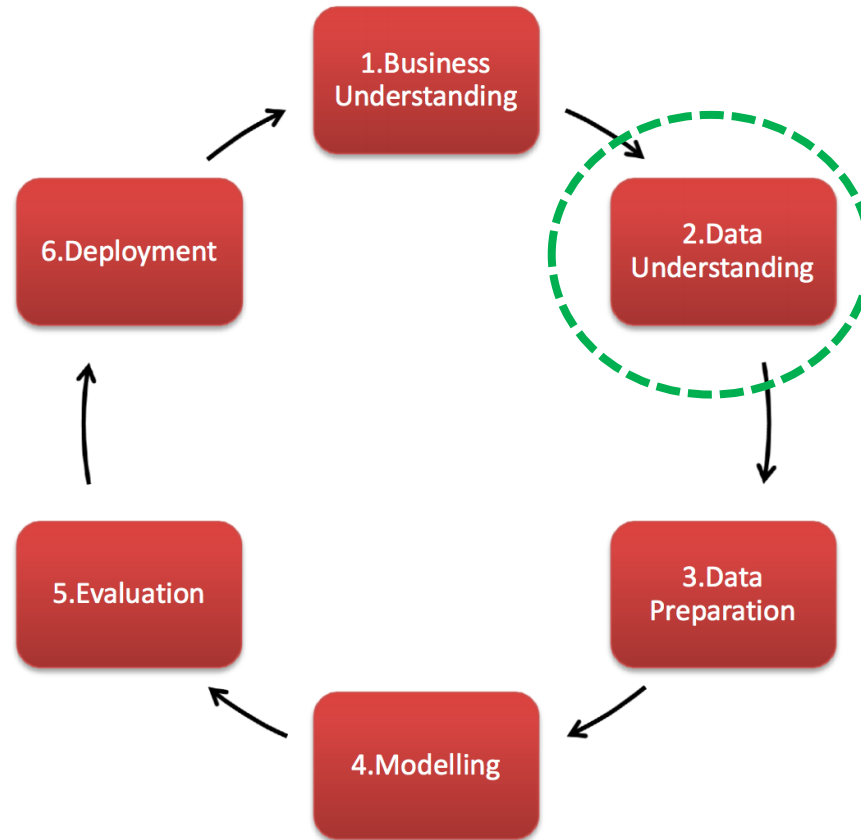 1.Business
Understanding
2.Data
Understanding
3.Data
Preparation
4.Modelling
5.Evaluation
6.Deployment